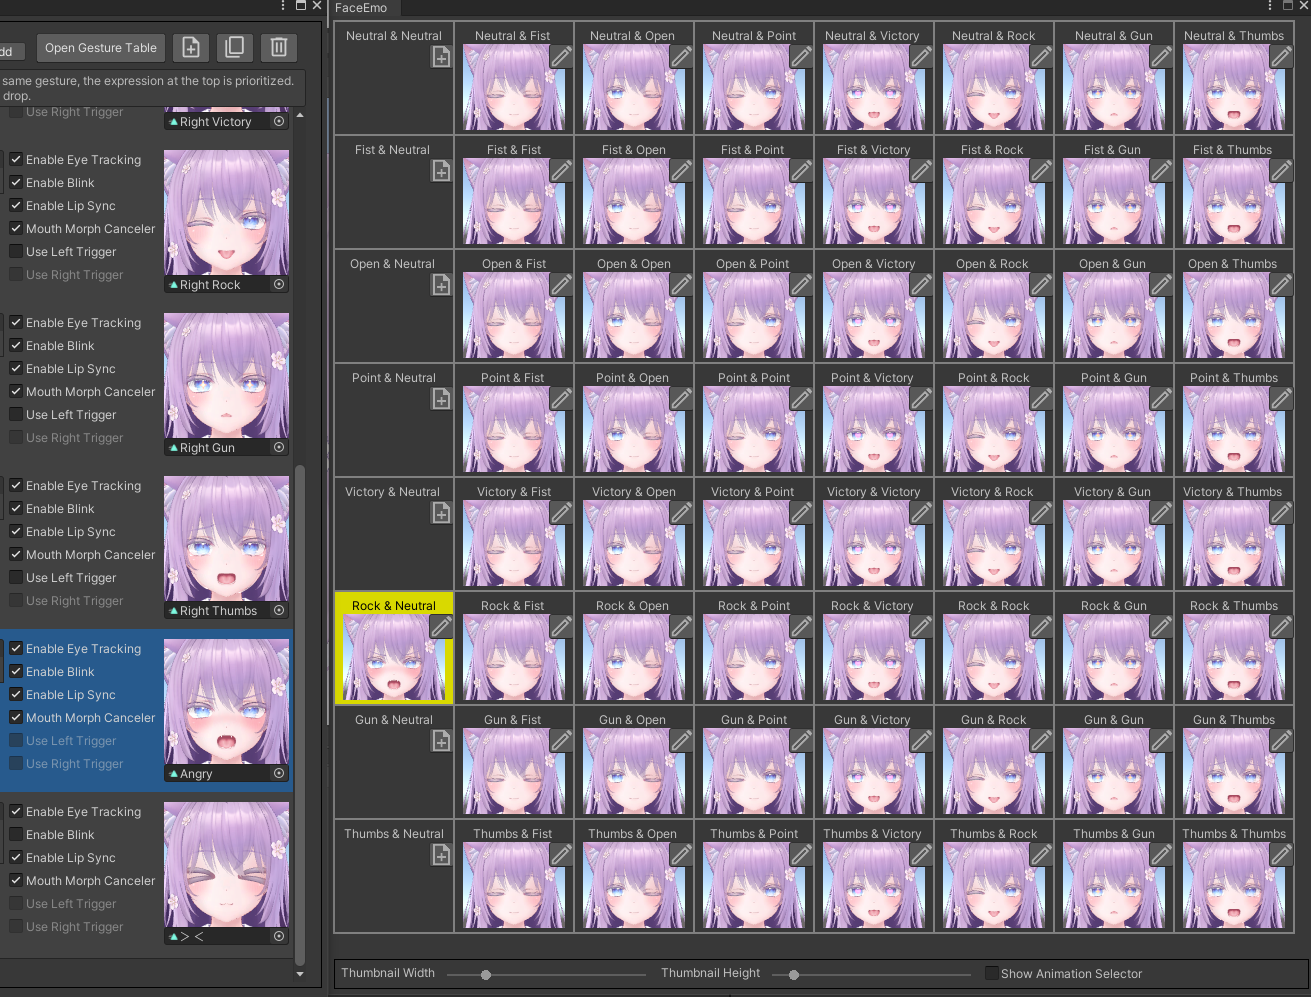 dd
Open Gesture Table
same gesture, the expression at the top is prioritized.
drop.
Use Right Trigger
Right Victory
Enable Eye Tracking
Enable Blink
Enable Lip Sync
Mouth Morph Canceler
Use Left Trigger
Use Right Trigger
Right Rock
Enable Eye Tracking
Enable Blink
Enable Lip Sync
Mouth Morph Canceler
Use Left Trigger
Use Right Trigger
Right Gun
Enable Eye Tracking
Enable Blink
Enable Lip Sync
Mouth Morph Canceler
Use Left Trigger
Use Right Trigger
Right Thumbs
Enable Eye Tracking
Enable Blink
Enable Lip Sync
Mouth Morph Canceler
Use Left Trigger
Use Right Trigger
Angry
Enable Eye Tracking
Enable Blink
Enable Lip Sync
Mouth Morph Canceler
Use Left Trigger
Use Right Trigger
＞＜
FaceEmo
Neutral & Neutral Neutral & Fist Neutral & Open Neutral & Point Neutral & Victory Neutral & Rock Neutral & Gun Neutral & Thumbs
Fist & Neutral Fist & Fist Fist & Open Fist & Point Fist & Victory Fist & Rock Fist & Gun Fist & Thumbs
Open & Neutral Open & Fist Open & Open Open & Point Open & Victory Open & Rock Open & Gun Open & Thumbs
Point & Neutral Point & Fist Point & Open Point & Point Point & Victory Point & Rock Point & Gun Point & Thumbs
Victory & Neutral Victory & Fist Victory & Open Victory & Point Victory & Victory Victory & Rock Victory & Gun Victory & Thumbs
Rock & Neutral Rock & Fist Rock & Open Rock & Point Rock & Victory Rock & Rock Rock & Gun Rock & Thumbs
Gun & Neutral Gun & Fist Gun & Open Gun & Point Gun & Victory Gun & Rock Gun & Gun Gun & Thumbs
Thumbs & Neutral Thumbs & Fist Thumbs & Open Thumbs & Point Thumbs & Victory Thumbs & Rock Thumbs & Gun Thumbs & Thumbs
Thumbnail Width Thumbnail Height Show Animation Selector